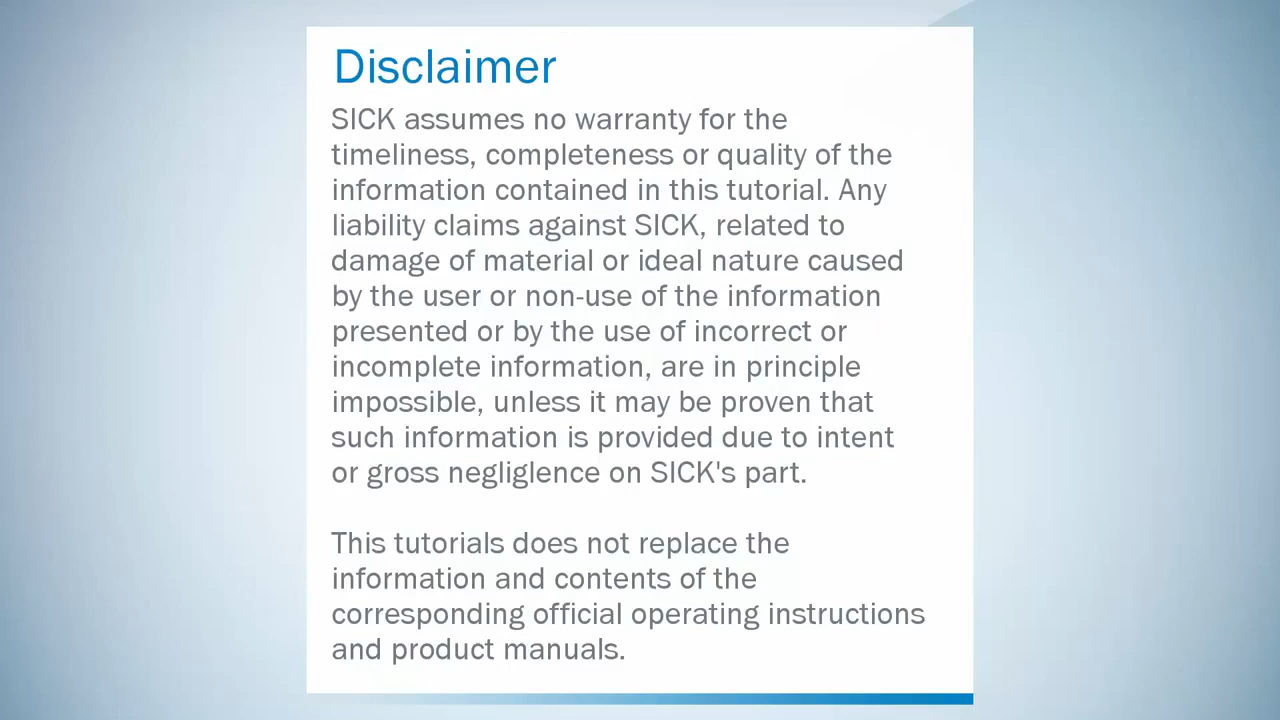 Disclaimer
SICK assumes no warranty for the
timeliness, completeness or quality of the
information contained in this tutorial. Any
liability claims against SICK, related to
damage of material or ideal nature caused
by the user or non-use of the information
presented or by the use of incorrect or
incomplete information, are in principle
impossible, unless it may be proven that
such information is provided due to intent
or gross negliglence on SICK's part.
This tutorials does not replace the
information and contents of the
corresponding official operating instructions
and product manuals.